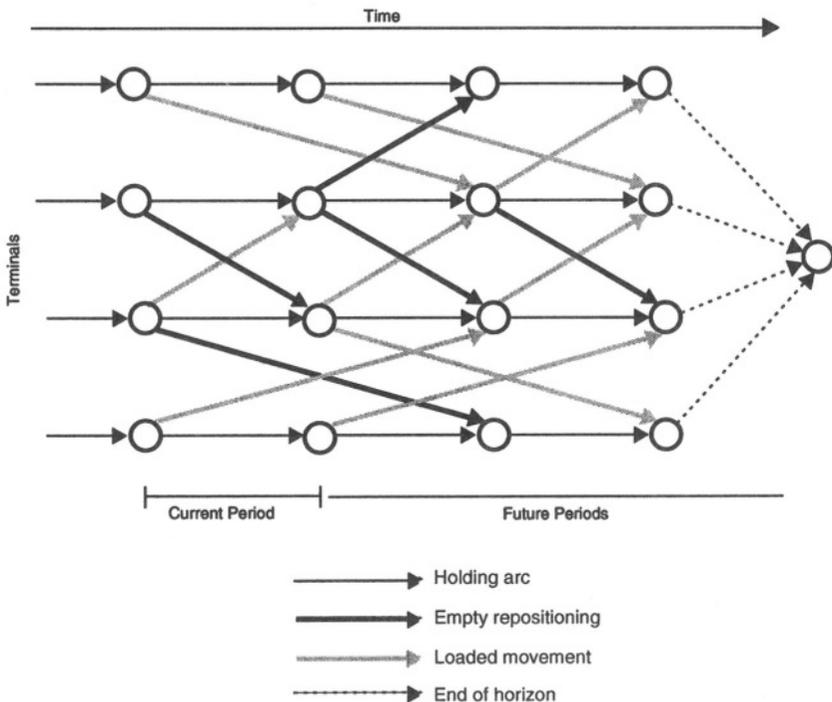 Time
Terminals
Current Period
Future Periods
Holding arc
Empty repositioning
Loaded movement
End of horizon